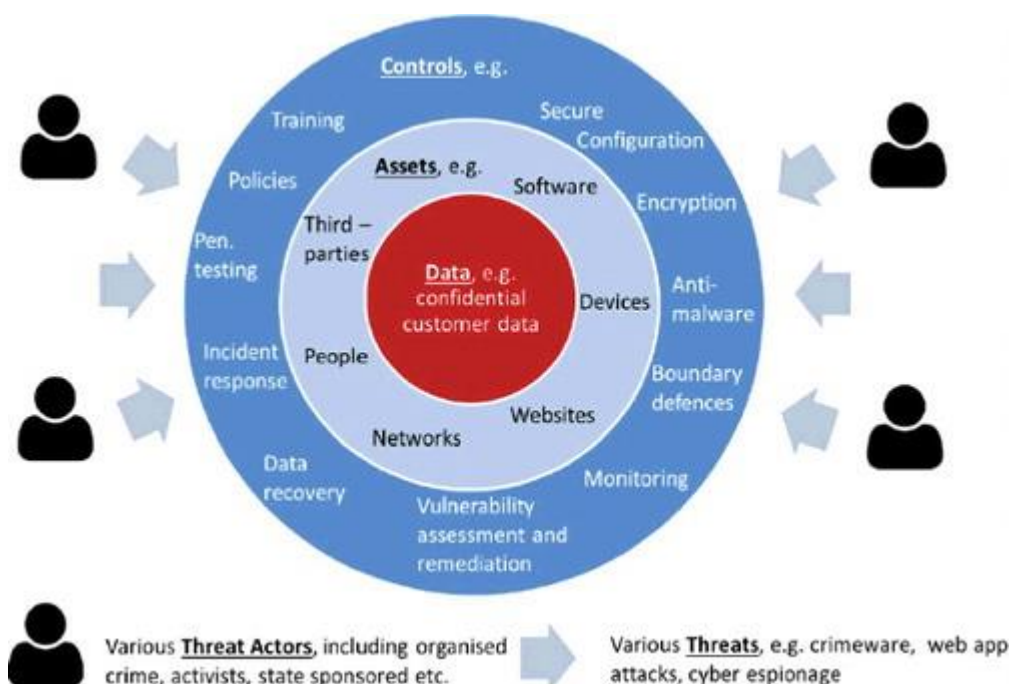 Controls, e.g.
Training
Secure
Configuration
Policies
Assets, e.g.
Software
Encryption
Third –
parties
Pen.
testing
Data, e.g.
confidential
customer data
Devices
Anti-
malware
People
Incident
response
Boundary
defences
Websites
Networks
Data
recovery
Monitoring
Vulnerability
assessment and
remediation
Various Threat Actors, including organised
crime, activists, state sponsored etc.
Various Threats, e.g. crimeware, web app
attacks, cyber espionage